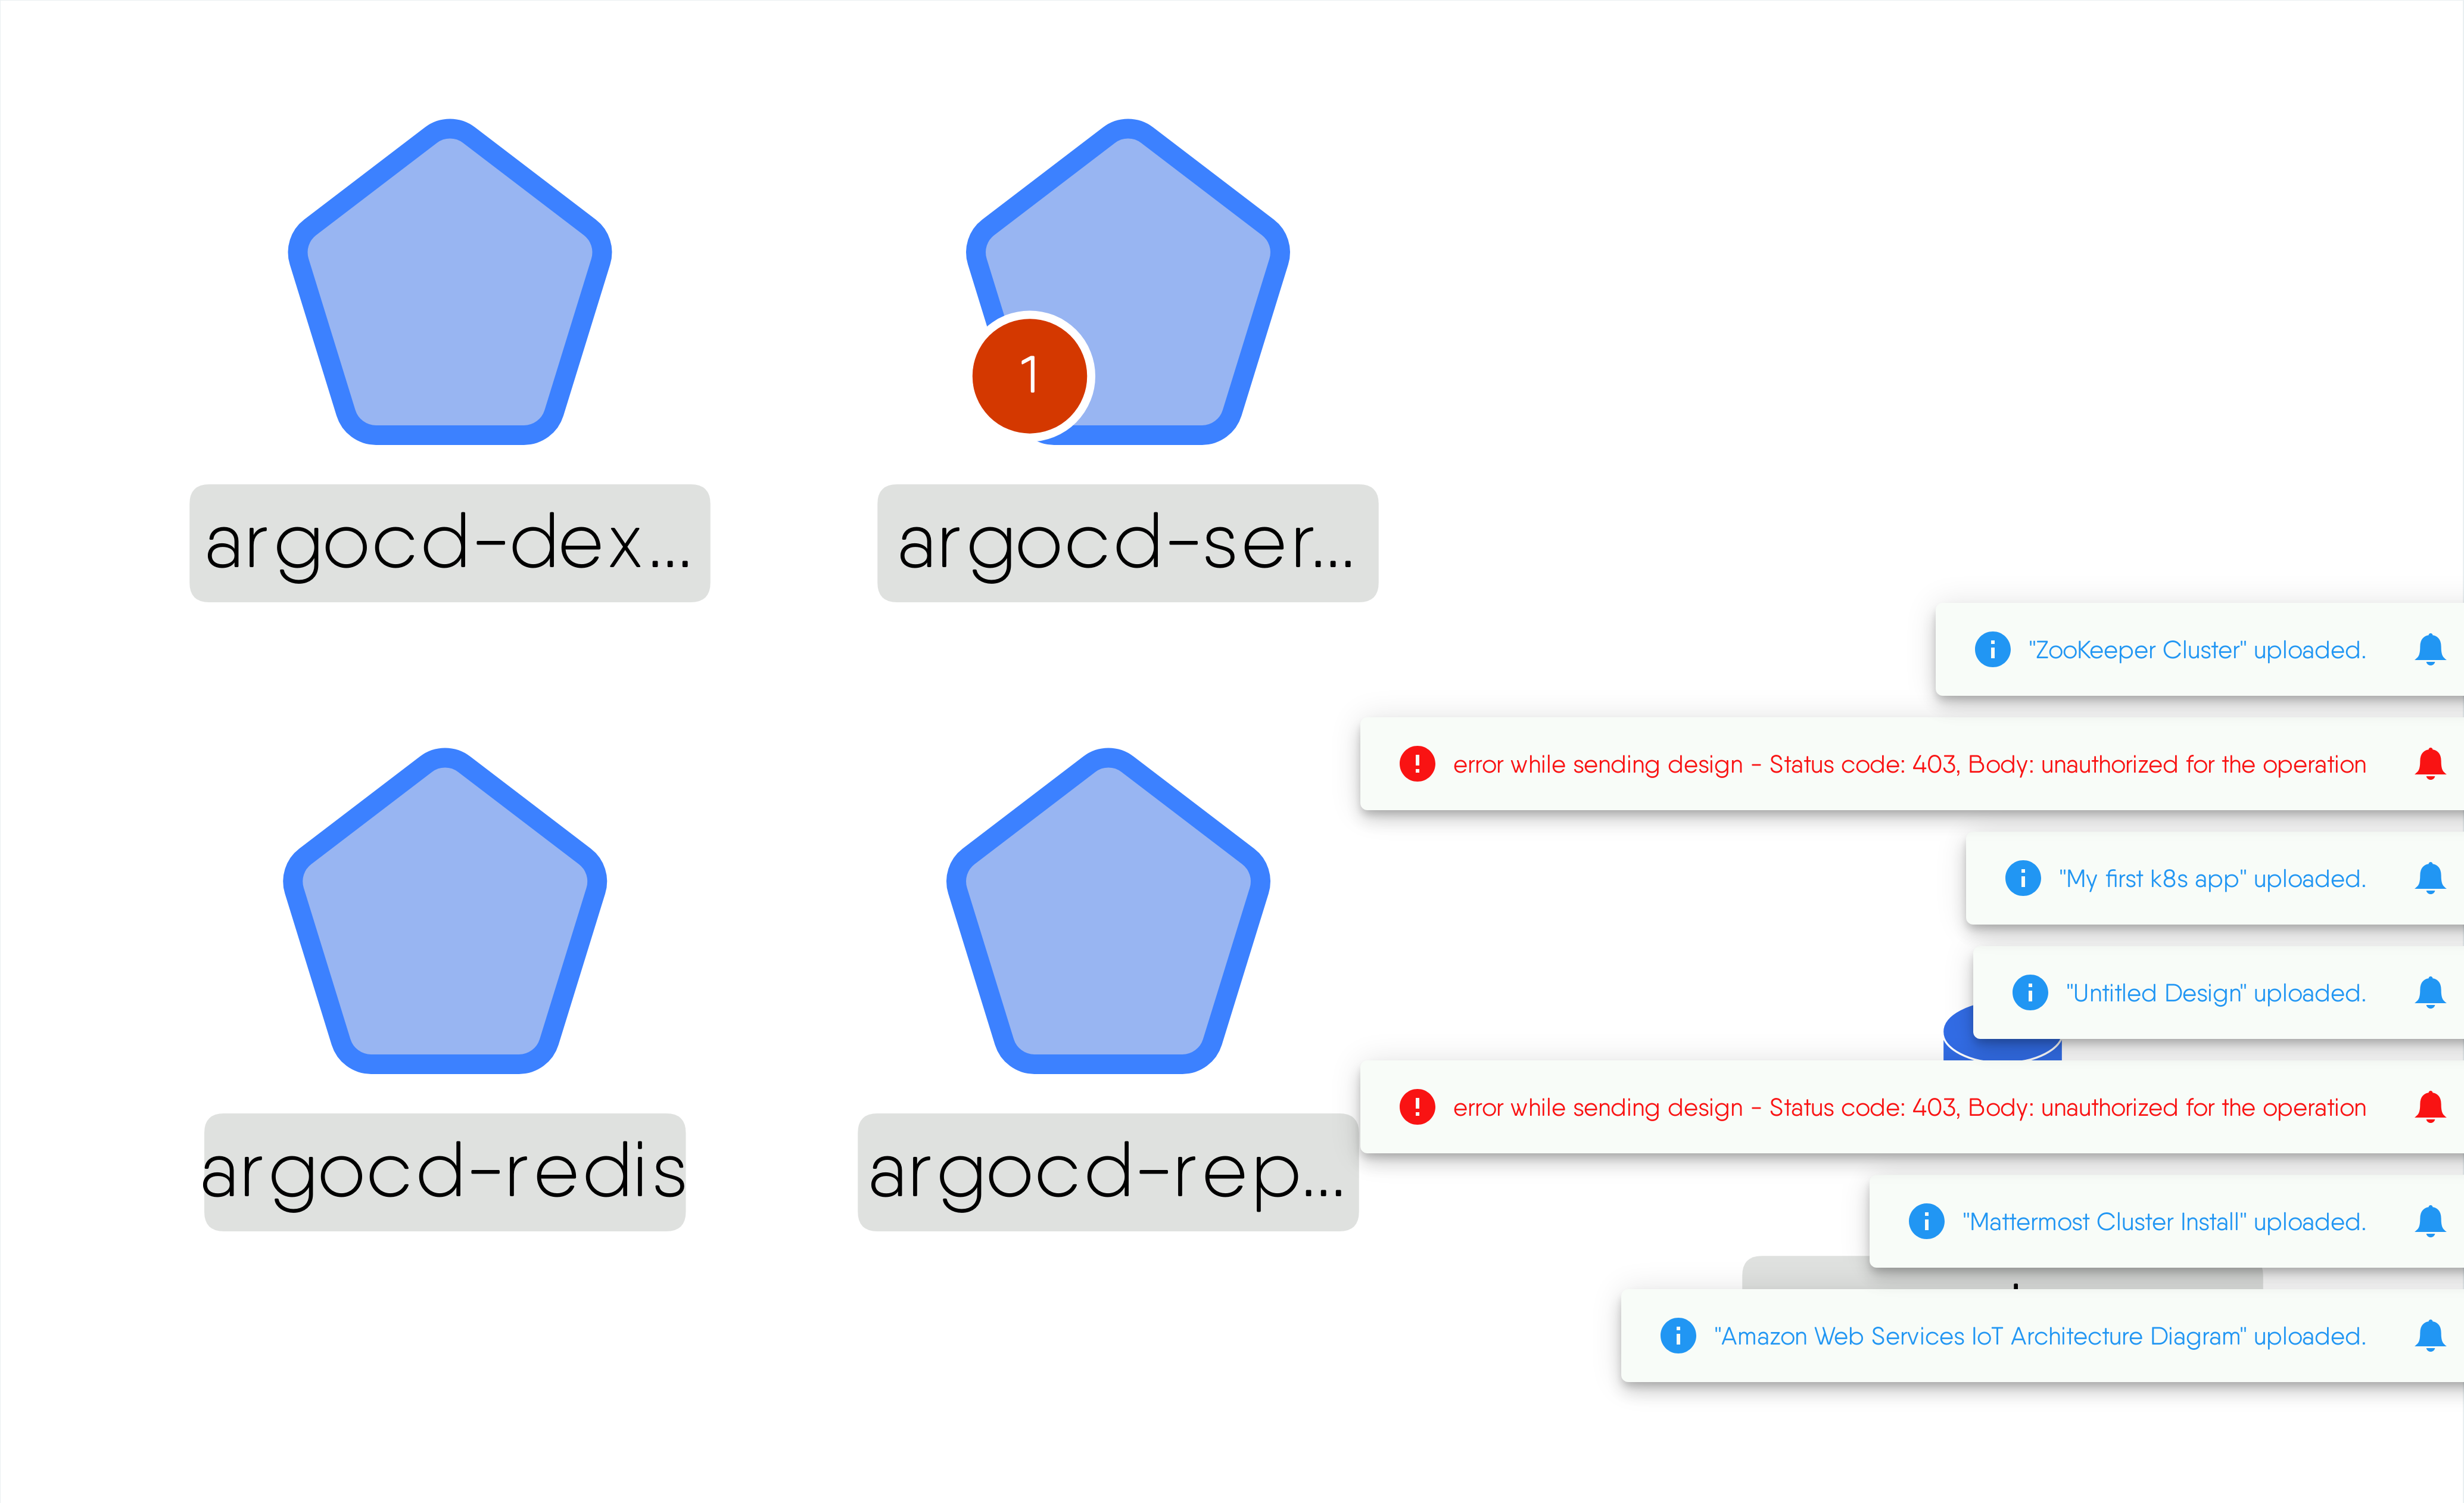 1
argocd-dex...
argocd-ser...
"ZooKeeper Cluster" uploaded.
error while sending design - Status code: 403, Body: unauthorized for the operation
"My first k8s app" uploaded.
"Untitled Design" uploaded.
error while sending design - Status code: 403, Body: unauthorized for the operation
argocd-redis
argocd-rep...
"Mattermost Cluster Install" uploaded.
"Amazon Web Services IoT Architecture Diagram" uploaded.